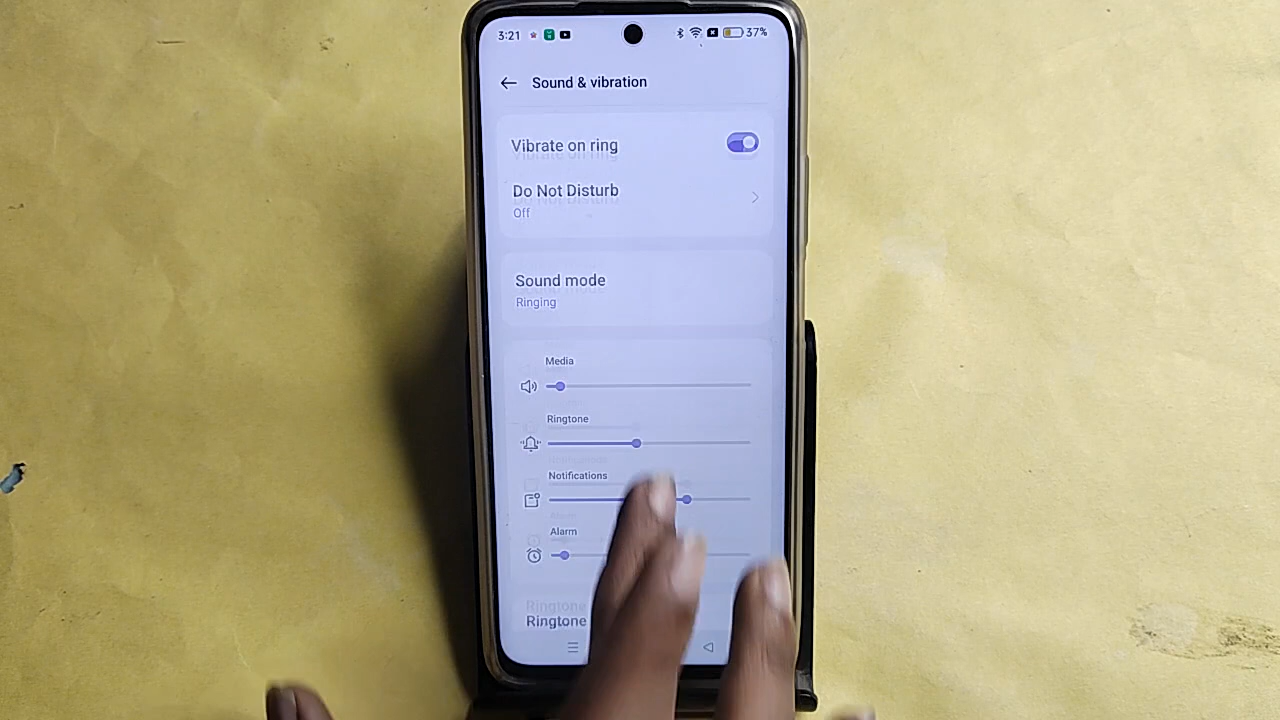 3:21
37%
Sound & vibration
Vibrate on ring
Do Not Disturb
Off
Sound mode
Ringing
Media
Ringtone
Notifications
Alarm
Ringtone